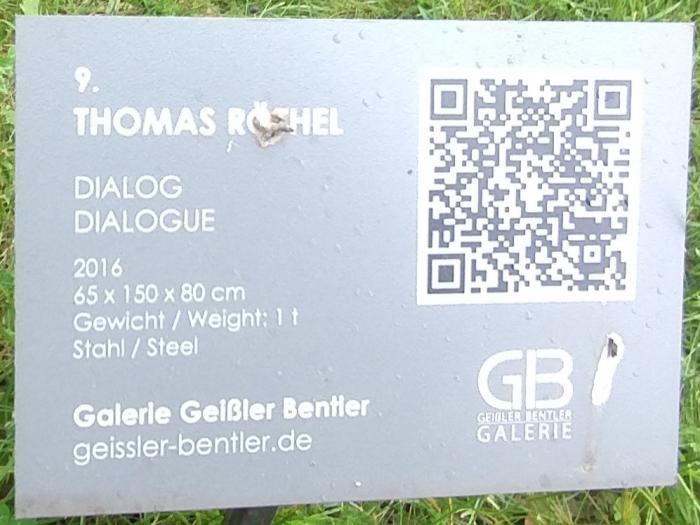 9.
THOMAS
DIALOG
DIALOGUE
2016
65 x 150 x 80 cm
Gewicht / Weight: 1 t
Stahl / Steel
Galerie Geißler Bentler
geissler-bentler.de
GB
GEIßLER BENTLER
GALERIE